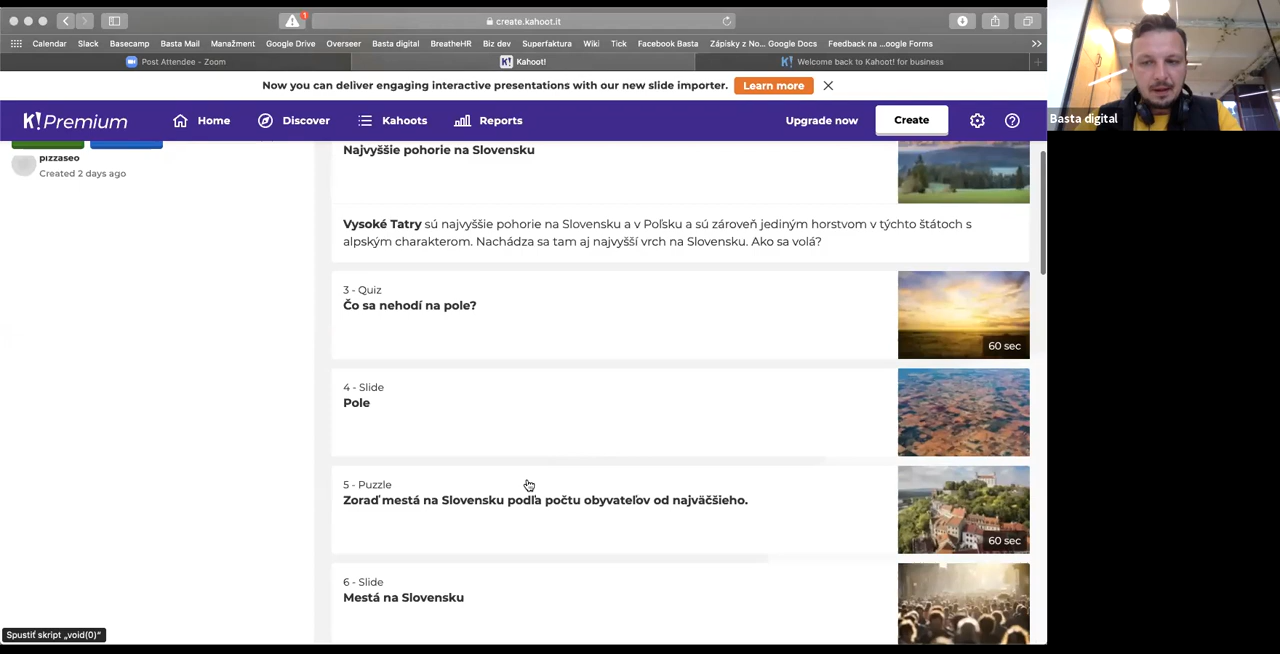 1
create.kahoot.it
Calendar Slack Basecamp Basta Mail Manažment Google Drive Overseer Basta digital BreatheHR Biz dev Superfaktura Wiki Tick Facebook Basta Zápisky z No... Google Docs Feedback na ...oogle Forms
Post Attendee - Zoom
K! Kahoot!
K! Welcome back to Kahoot! for business
Now you can deliver engaging interactive presentations with our new slide importer. Learn more
K! Premium Home Discover Kahoots Reports Upgrade now Create
Basta digital
pizzaseo
Created 2 days ago
Najvyššie pohorie na Slovensku
Vysoké Tatry sú najvyššie pohorie na Slovensku a v Poľsku a sú zároveň jediným horstvom v týchto štátoch s
alpským charakterom. Nachádza sa tam aj najvyšší vrch na Slovensku. Ako sa volá?
3 - Quiz
Čo sa nehodí na pole?
60 sec
4 - Slide
Pole
5 - Puzzle
Zoraď mestá na Slovensku podľa počtu obyvateľov od najväčšieho.
60 sec
6 - Slide
Mestá na Slovensku
Spustiť skript „void(0)"